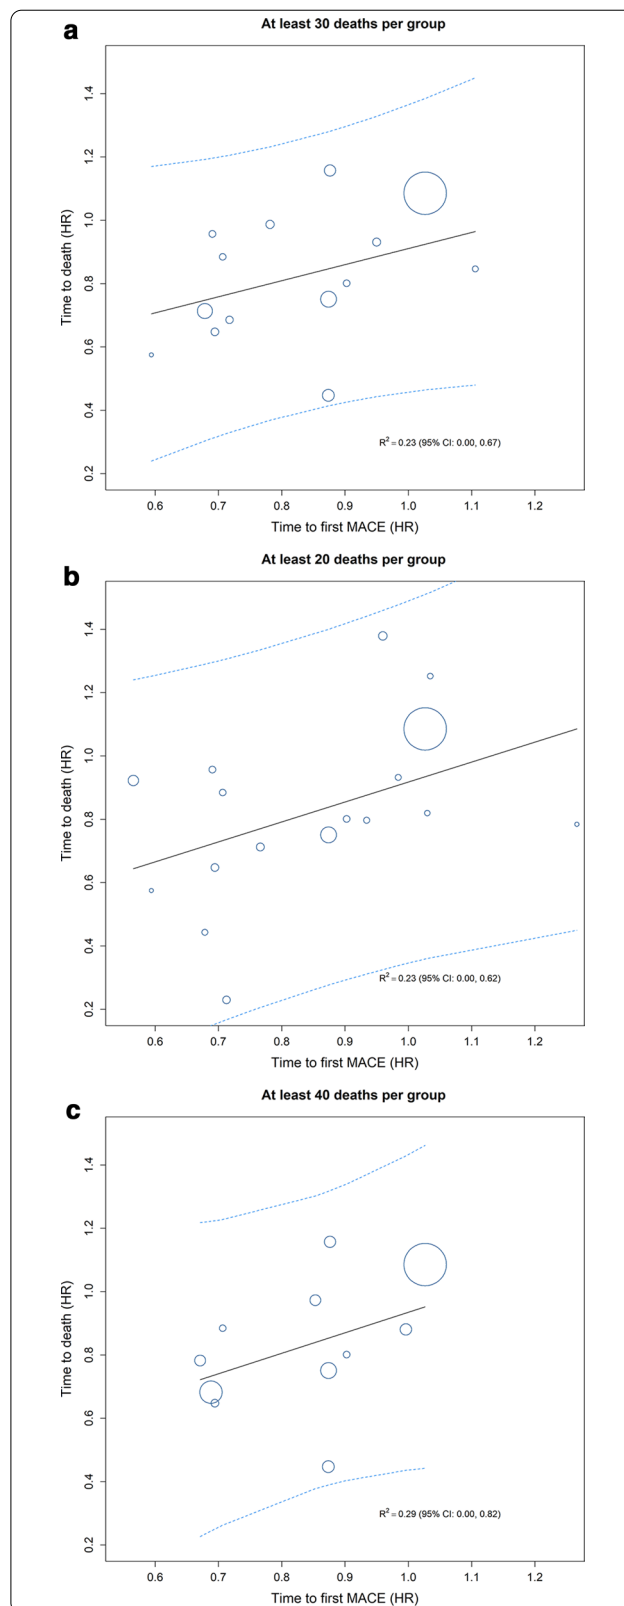 a
At least 30 deaths per group
Time to death (HR)
1.4
1.2
1.0
0.8
0.6
0.4
0.2
R² = 0.23 (95% CI: 0.00, 0.67)
0.6 0.7 0.8 0.9 1.0 1.1 1.2
Time to first MACE (HR)
b
At least 20 deaths per group
Time to death (HR)
1.4
1.2
1.0
0.8
0.6
0.4
0.2
R² = 0.23 (95% CI: 0.00, 0.62)
0.6 0.7 0.8 0.9 1.0 1.1 1.2
Time to first MACE (HR)
c
At least 40 deaths per group
Time to death (HR)
1.4
1.2
1.0
0.8
0.6
0.4
0.2
R² = 0.29 (95% CI: 0.00, 0.82)
0.6 0.7 0.8 0.9 1.0 1.1 1.2
Time to first MACE (HR)